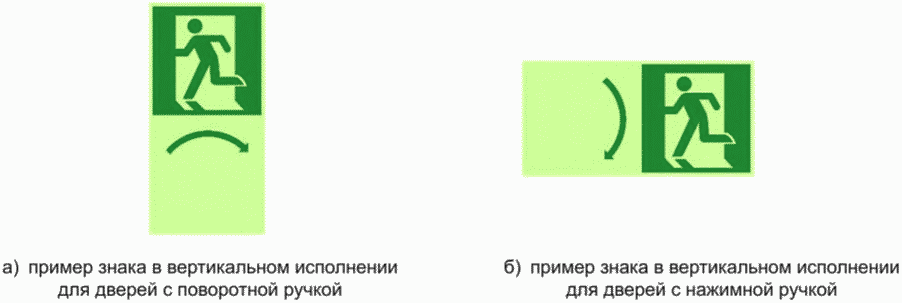 а) пример знака в вертикальном исполнении
для дверей с поворотной ручкой
б) пример знака в вертикальном исполнении
для дверей с нажимной ручкой